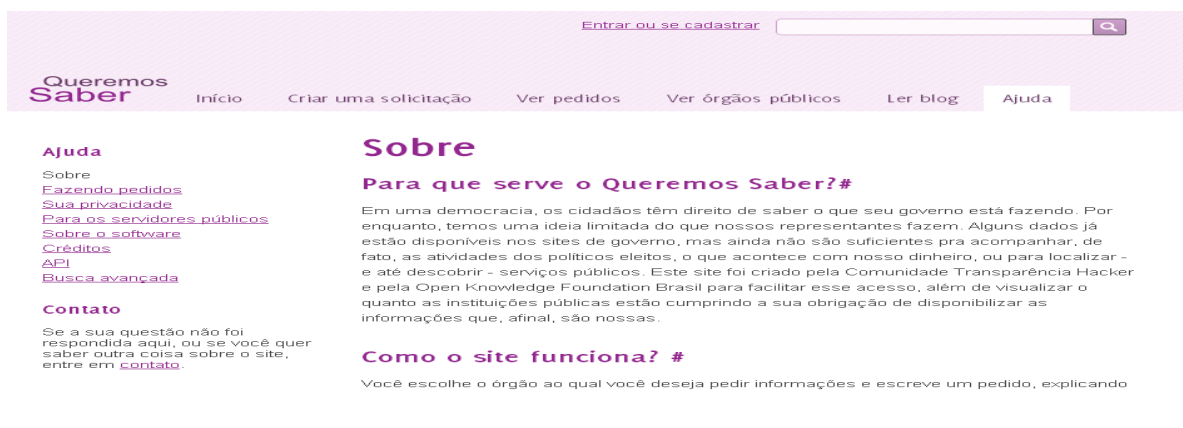 Entrar ou se cadastrar
Queremos
Saber
Início Criar uma solicitação Ver pedidos Ver órgãos públicos Ler blog Ajuda
Ajuda
Sobre
Fazendo pedidos
Sua privacidade
Para os servidores públicos
Sobre o software
Créditos
API
Busca avançada
Contato
Se a sua questão não foi
respondida aqui, ou se você quer
saber outra coisa sobre o site,
entre em contato.
Sobre
Para que serve o Queremos Saber?#
Em uma democracia, os cidadãos têm direito de saber o que seu governo está fazendo. Por
enquanto, temos uma ideia limitada do que nossos representantes fazem. Alguns dados já
estão disponíveis nos sites de governo, mas ainda não são suficientes pra acompanhar, de
fato, as atividades dos políticos eleitos, o que acontece com nosso dinheiro, ou para localizar -
e até descobrir - serviços públicos. Este site foi criado pela Comunidade Transparência Hacker
e pela Open Knowledge Foundation Brasil para facilitar esse acesso, além de visualizar o
quanto as instituições públicas estão cumprindo a sua obrigação de disponibilizar as
informações que, afinal, são nossas.
Como o site funciona? #
Você escolhe o órgão ao qual você deseja pedir informações e escreve um pedido, explicando